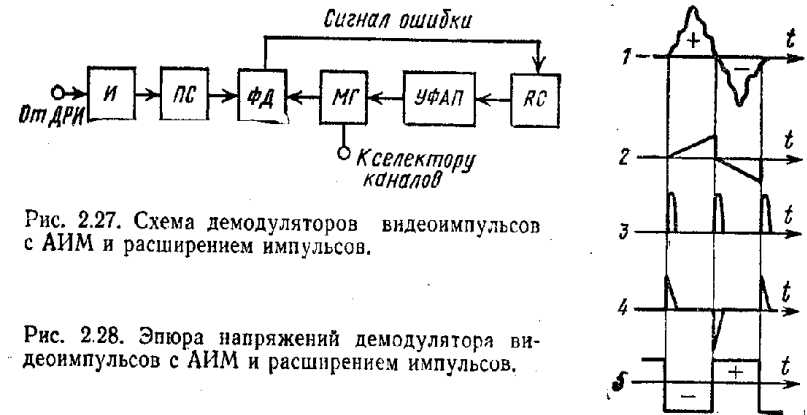 Сигнал ошибки
От ДРИ
И
ПС
ФД
МГ
УФАП
RC
К селектору
каналов
Рис. 2.27. Схема демодуляторов видеоимпульсов
с АИМ и расширением импульсов.
Рис. 2.28. Эпюра напряжений демодулятора ви-
деоимпульсов с АИМ и расширением импульсов.
1
+
−
t
2
t
3
t
4
t
5
−
+
t